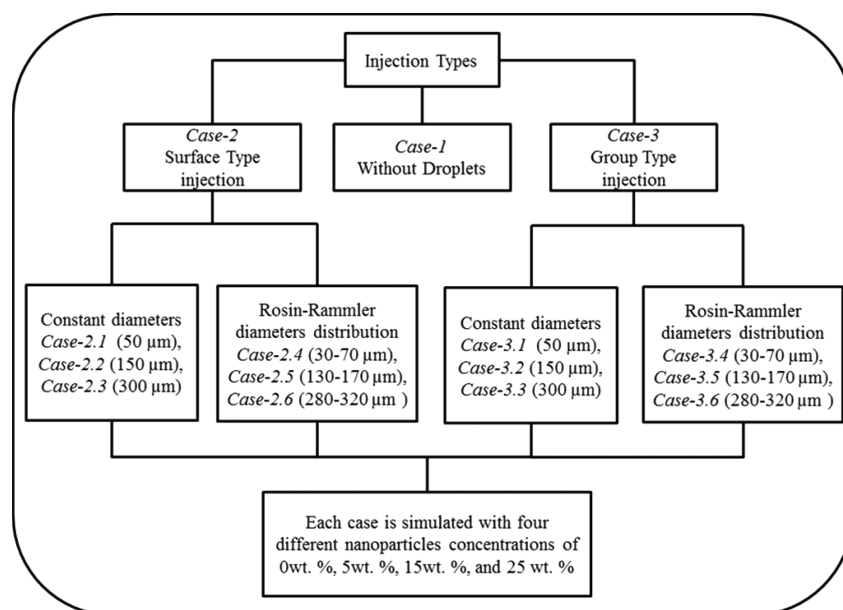 Injection Types
Case-2
Surface Type
injection
Case-1
Without Droplets
Case-3
Group Type
injection
Constant diameters
Case-2.1 (50 µm),
Case-2.2 (150 µm),
Case-2.3 (300 µm)
Rosin-Rammler
diameters distribution
Case-2.4 (30-70 µm),
Case-2.5 (130-170 µm),
Case-2.6 (280-320 µm )
Constant diameters
Case-3.1 (50 µm),
Case-3.2 (150 µm),
Case-3.3 (300 µm)
Rosin-Rammler
diameters distribution
Case-3.4 (30-70 µm),
Case-3.5 (130-170 µm),
Case-3.6 (280-320 µm )
Each case is simulated with four
different nanoparticles concentrations of
0wt. %, 5wt. %, 15wt. %, and 25 wt. %